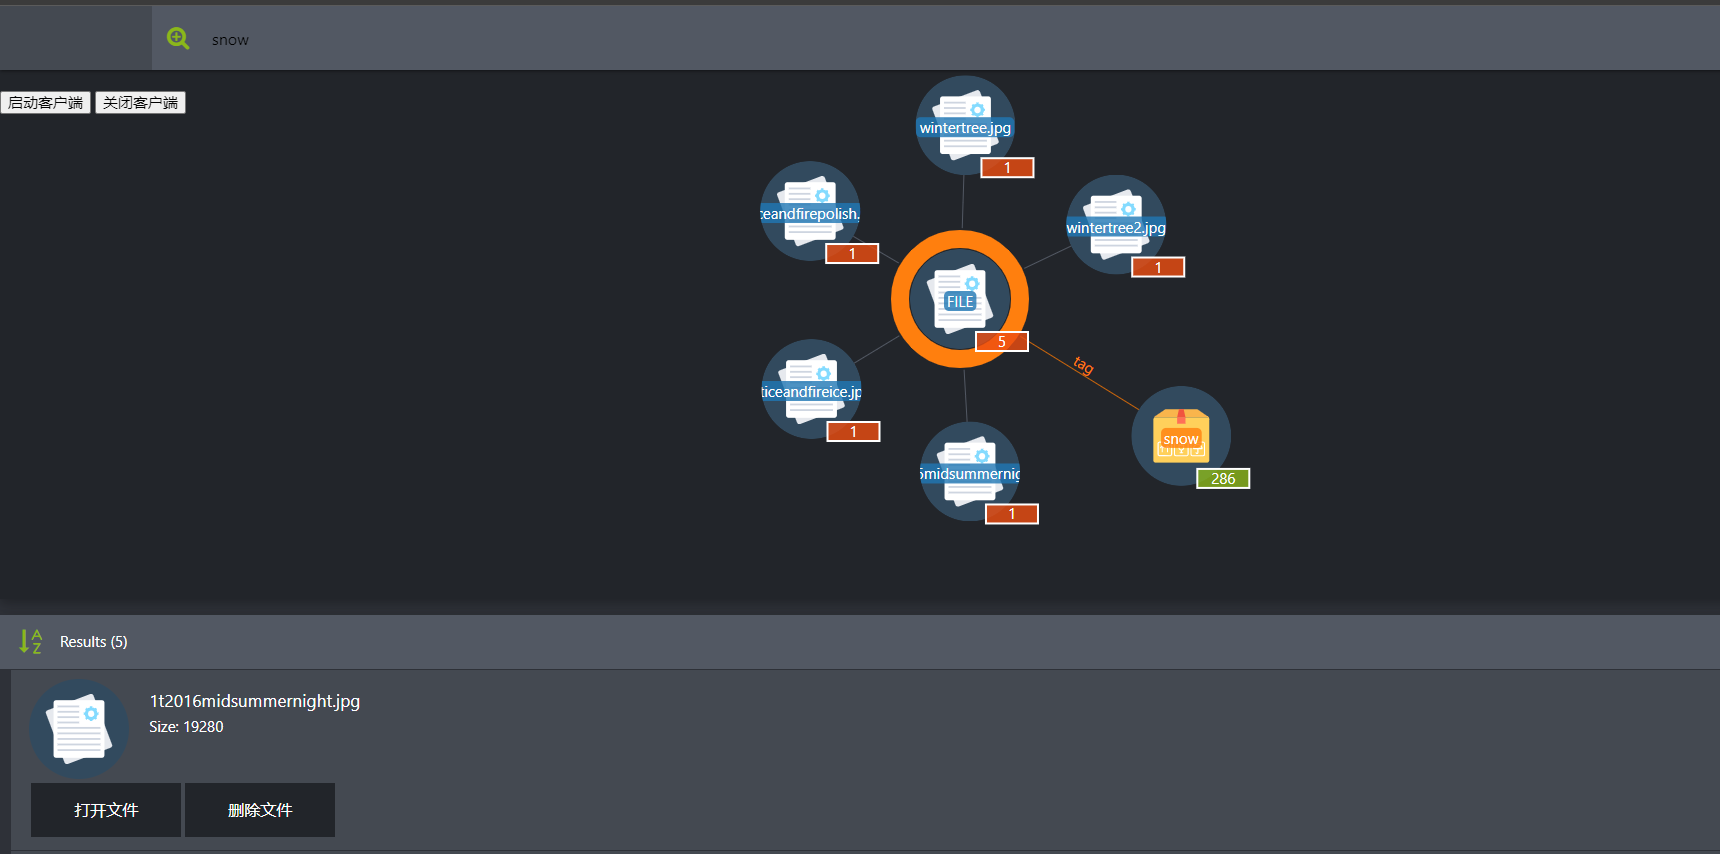 snow
启动客户端 关闭客户端
wintertree.jpg
1
ceandfirepolish.
1
wintertree2.jpg
1
FILE
5
tag
ticeandfireice.jp
1
snow
286
midsummernig
1
Results (5)
1t2016midsummernight.jpg
Size: 19280
打开文件 删除文件